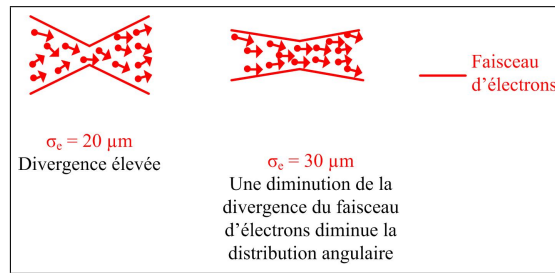 Faisceau
d'électrons
σe = 20 µm
Divergence élevée
σe = 30 µm
Une diminution de la
divergence du faisceau
d'électrons diminue la
distribution angulaire